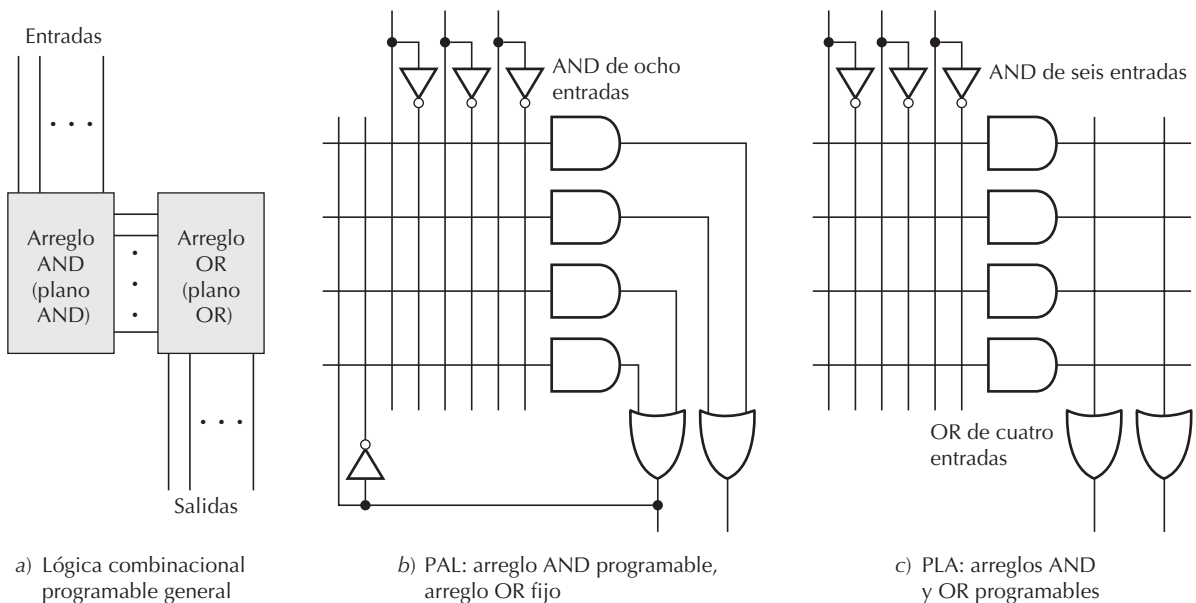 Entradas
. . .
Arreglo
AND
(plano
AND)
Arreglo
OR
(plano
OR)
. . .
Salidas
a) Lógica combinacional
programable general
AND de ocho
entradas
b) PAL: arreglo AND programable,
arreglo OR fijo
AND de seis entradas
OR de cuatro
entradas
c) PLA: arreglos AND
y OR programables